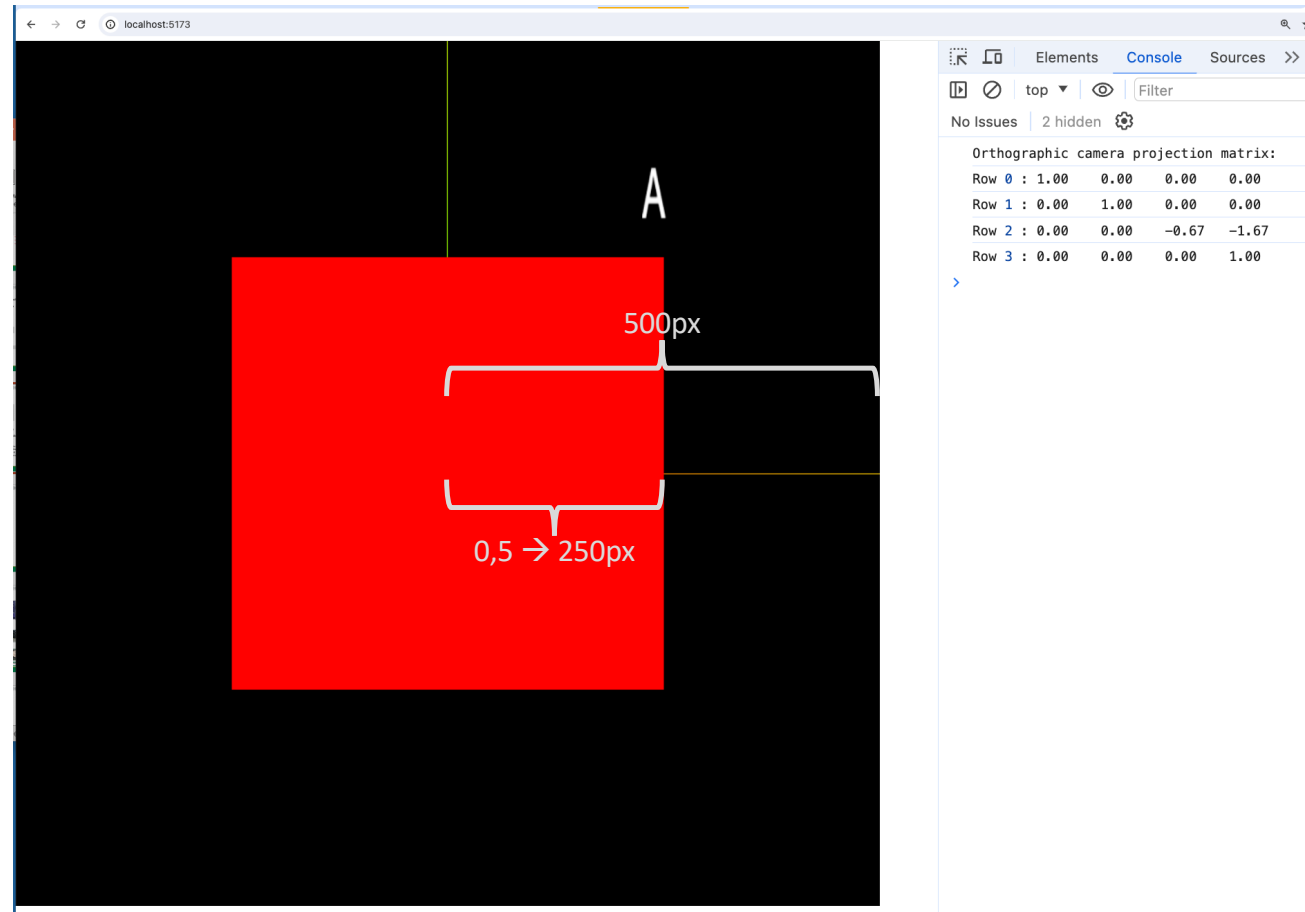 localhost:5173
Elements Console Sources
top Filter
No Issues 2 hidden
Orthographic camera projection matrix:
Row 0 : 1.00 0.00 0.00 0.00
Row 1 : 0.00 1.00 0.00 0.00
Row 2 : 0.00 0.00 −0.67 −1.67
Row 3 : 0.00 0.00 0.00 1.00
A
500px
0,5 → 250px